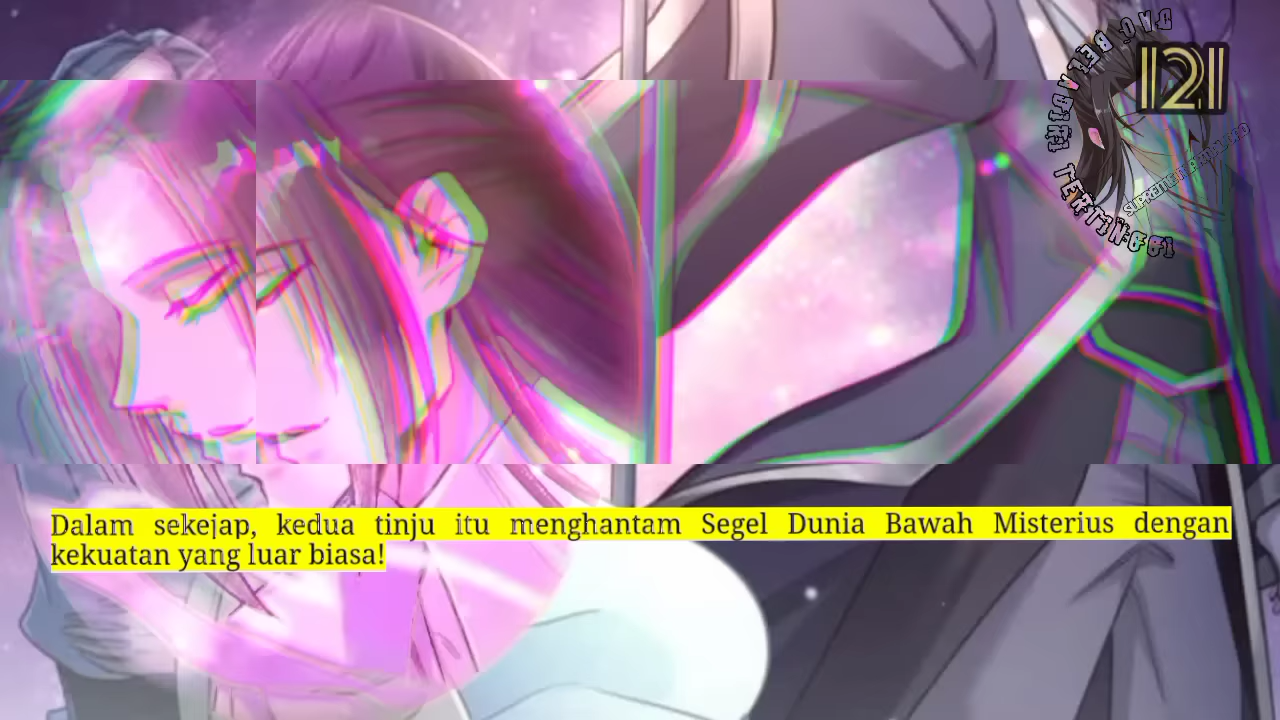 121
Dalam sekejap, kedua tinju itu menghantam Segel Dunia Bawah Misterius dengan
kekuatan yang luar biasa!